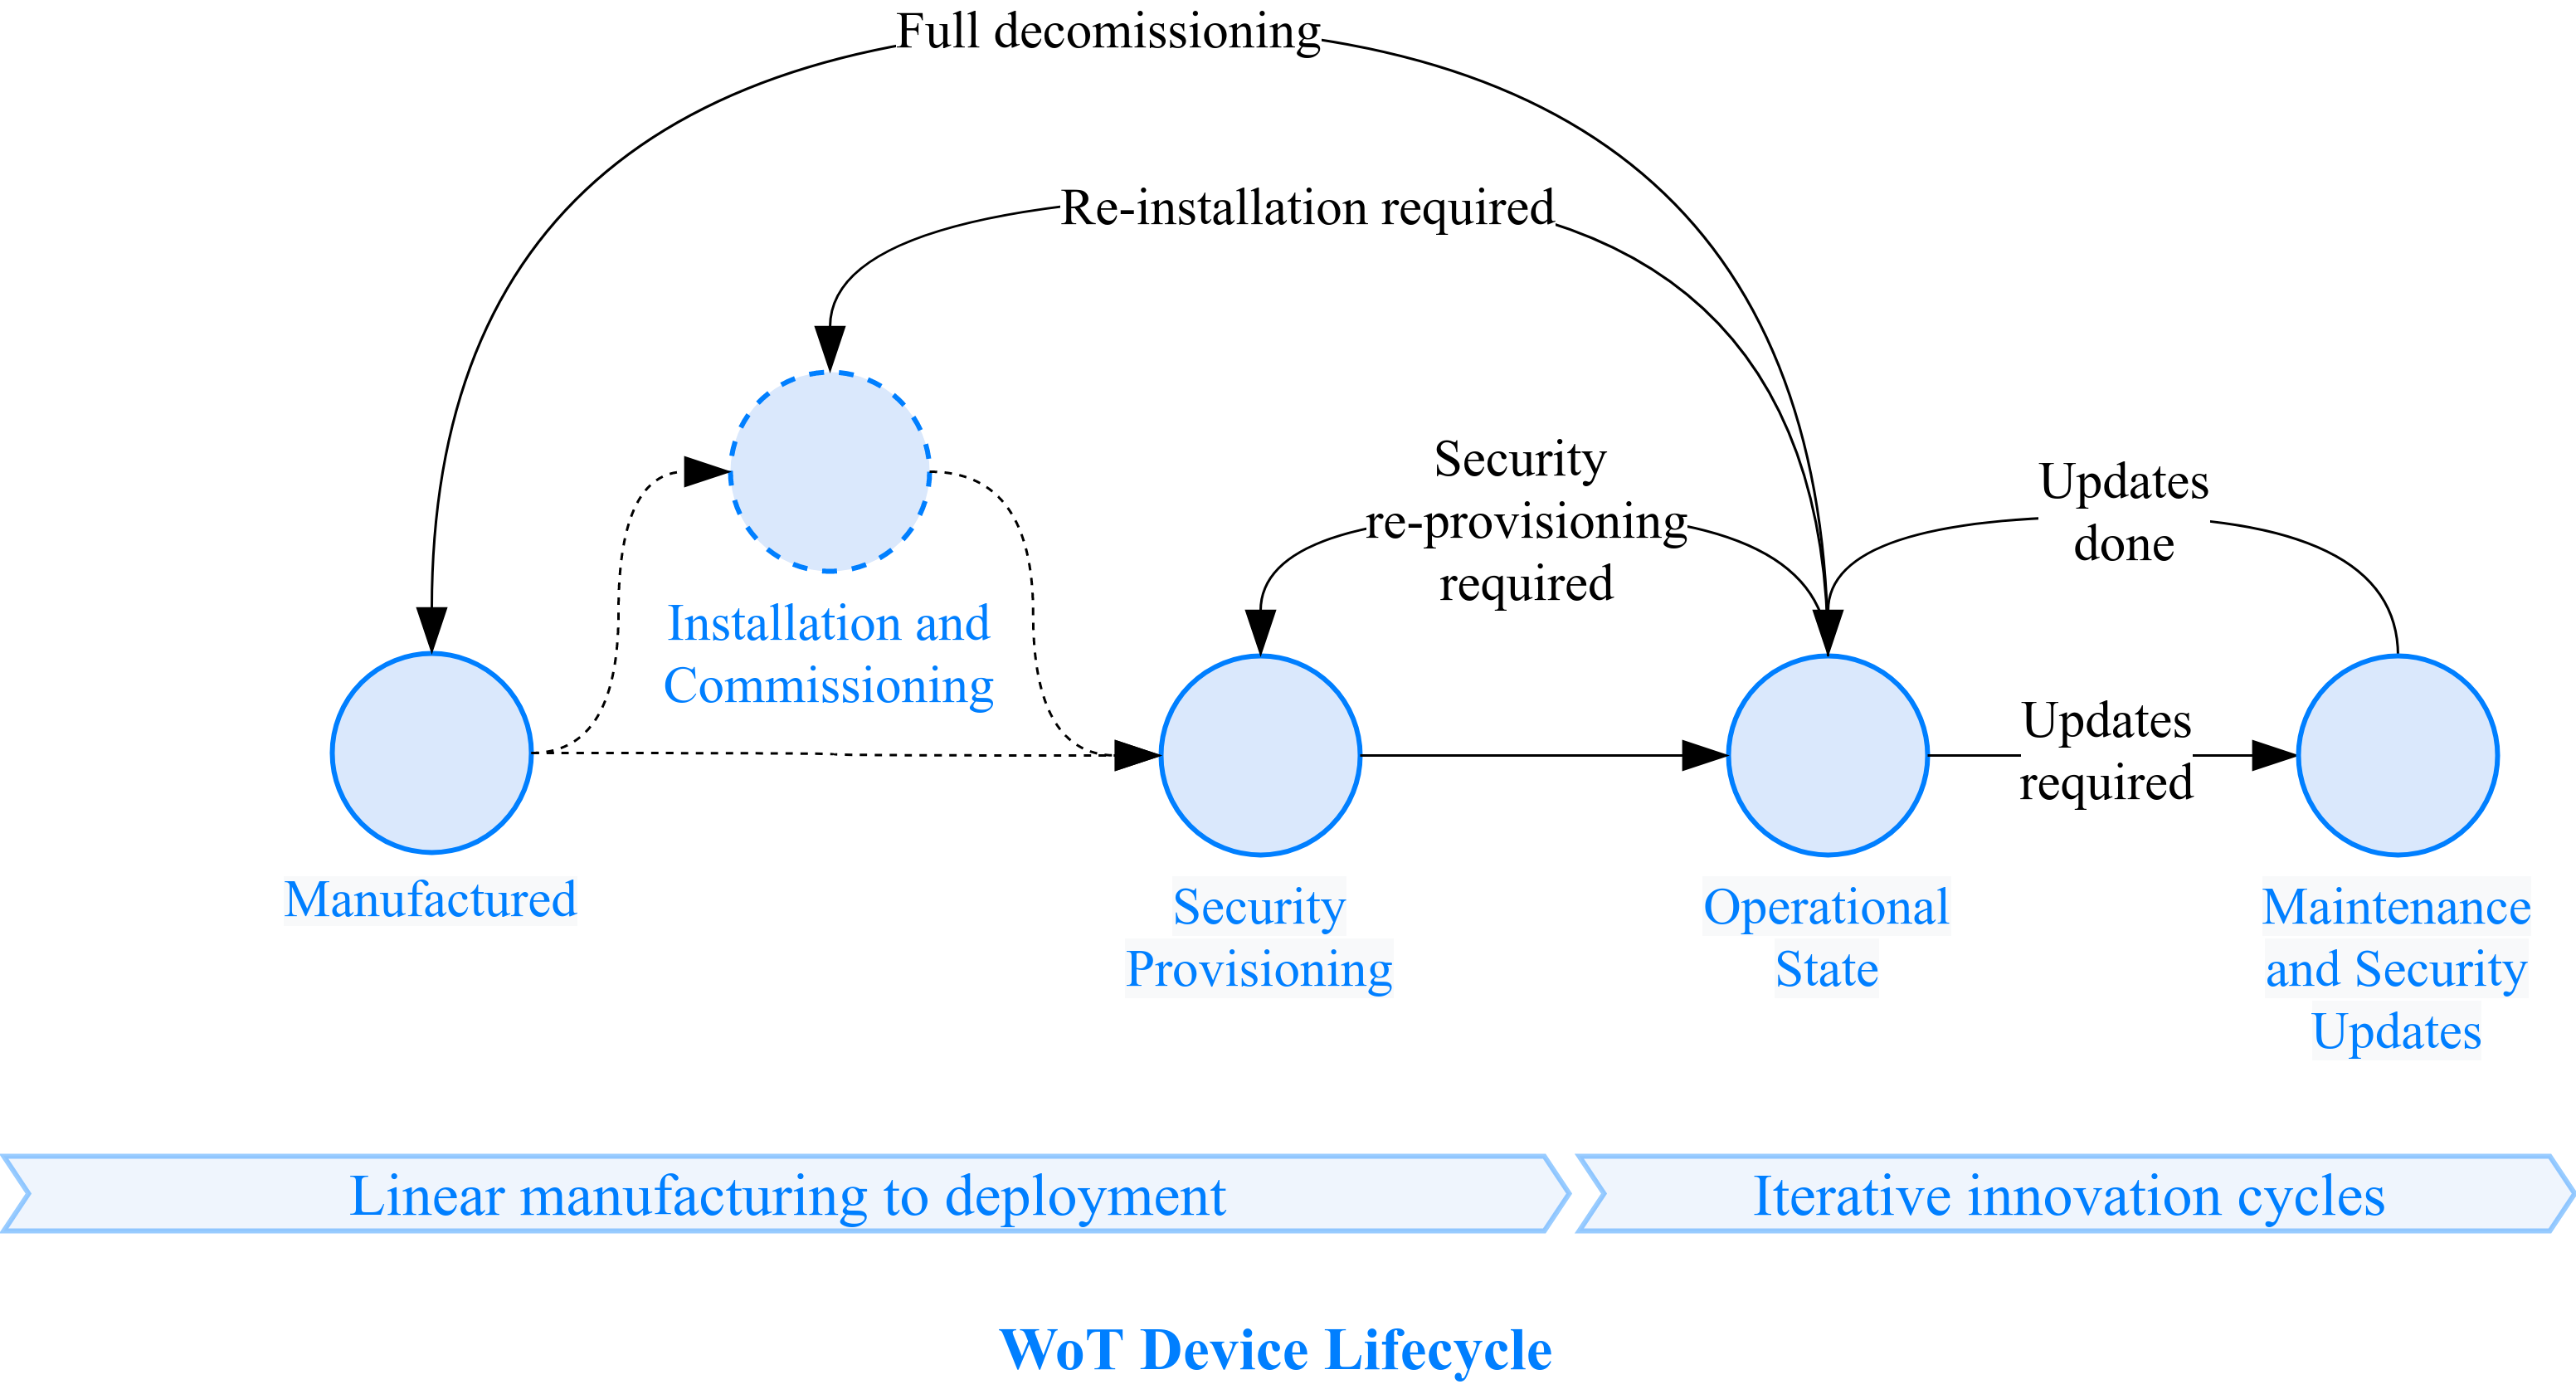 Full decomissioning
Re-installation required
Security
re-provisioning
required
Updates
done
Installation and
Commissioning
Updates
required
Manufactured
Security
Provisioning
Operational
State
Maintenance
and Security
Updates
Linear manufacturing to deployment
Iterative innovation cycles
WoT Device Lifecycle